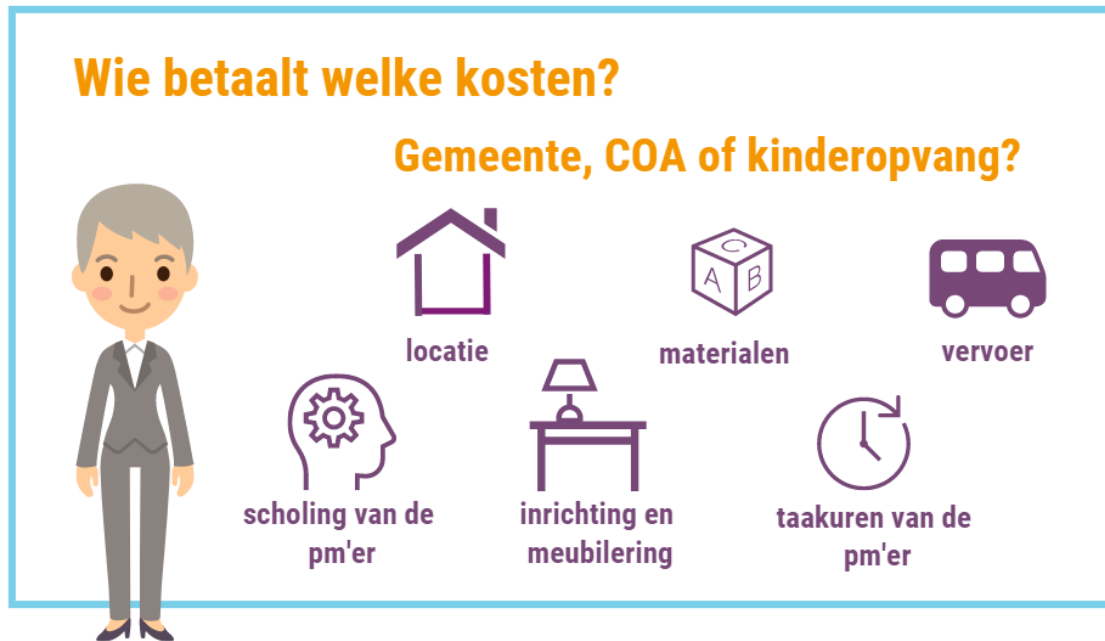 Wie betaalt welke kosten?
Gemeente, COA of kinderopvang?
C
A B
locatie
materialen
vervoer
scholing van de
pm'er
inrichting en
meubilering
taakuren van de
pm'er